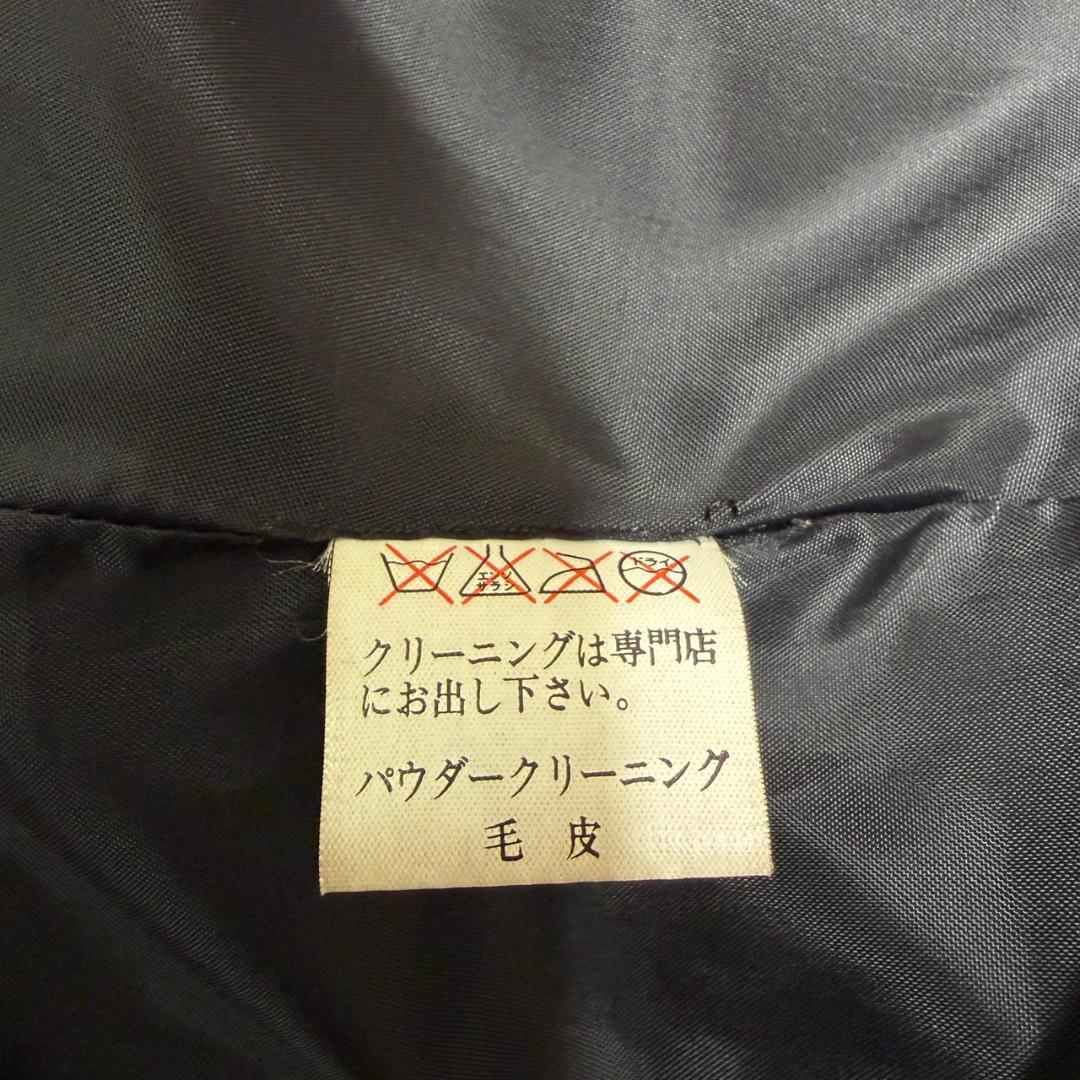 エンソ
サラシ
ドライ
クリーニングは専門店
にお出し下さい。
パウダークリーニング
毛 皮